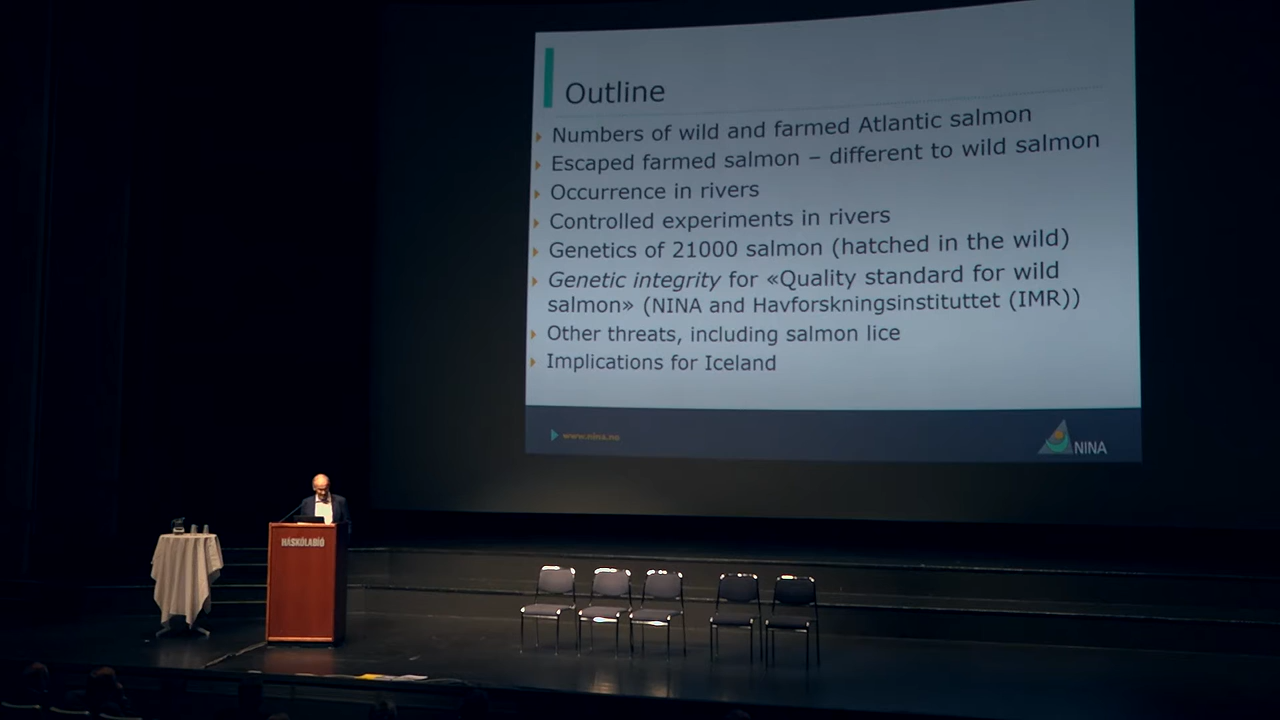 Outline
Numbers of wild and farmed Atlantic salmon
Escaped farmed salmon – different to wild salmon
Occurrence in rivers
Controlled experiments in rivers
Genetics of 21000 salmon (hatched in the wild)
Genetic integrity for «Quality standard for wild
salmon» (NINA and Havforskningsinstituttet (IMR))
Other threats, including salmon lice
Implications for Iceland
www.nina.no
NINA
HÁSKÓLABÍÓ